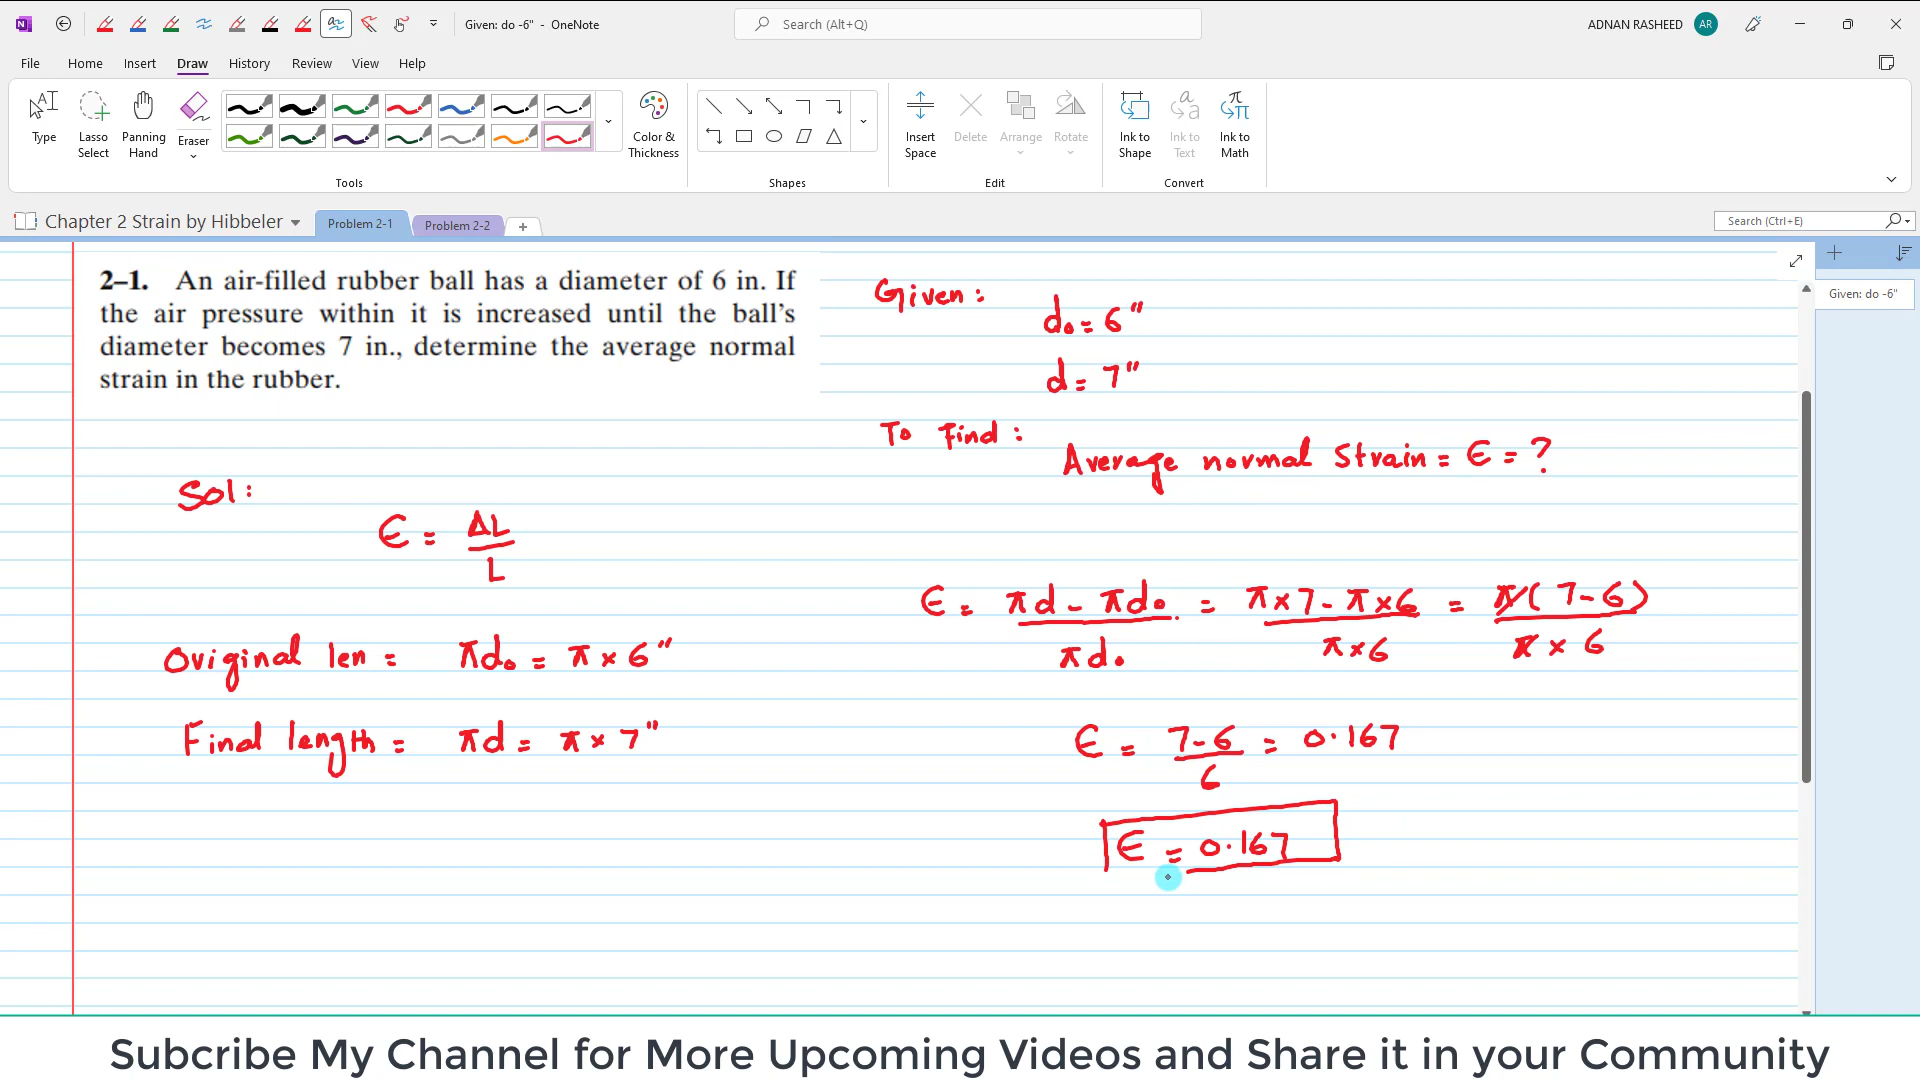 Given: do -6" - OneNote
Search (Alt+Q)
ADNAN RASHEED
AR
File Home Insert Draw History Review View Help
Type
Lasso Select
Panning Hand
Eraser
Color & Thickness
Insert Space
Delete
Arrange
Rotate
Ink to Shape
Ink to Text
Ink to Math
Tools
Shapes
Edit
Convert
Chapter 2 Strain by Hibbeler
Problem 2-1
Problem 2-2
Search (Ctrl+E)
Given: do -6"
2–1. An air-filled rubber ball has a diameter of 6 in. If
the air pressure within it is increased until the ball's
diameter becomes 7 in., determine the average normal
strain in the rubber.
Given:
d₀ = 6"
d = 7"
To Find:
Average normal Strain = ϵ = ?
Sol:
ϵ = ΔL / L
Original len = πd₀ = π × 6"
Final length = πd = π × 7"
ϵ = πd - πd₀ / πd₀ = π×7 - π×6 / π×6 = π(7-6) / π × 6
ϵ = 7-6 / 6 = 0.167
ϵ = 0.167
Subcribe My Channel for More Upcoming Videos and Share it in your Community